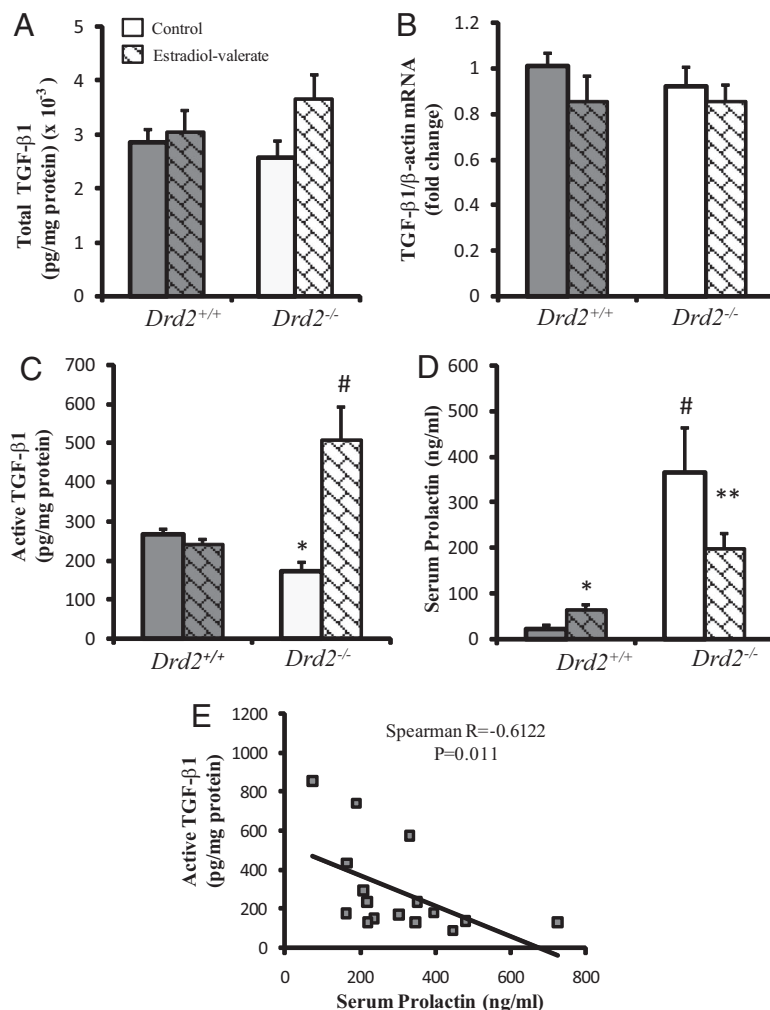 A
Control
Estradiol-valerate
Total TGF-β1
(pg/mg protein) (x 10-3)
5
4
3
2
1
0
Drd2+/+
Drd2-/-
B
TGF-β1/β-actin mRNA
(fold change)
1.2
1
0.8
0.6
0.4
0.2
0
Drd2+/+
Drd2-/-
C
Active TGF-β1
(pg/mg protein)
700
600
500
400
300
200
100
0
*
#
Drd2+/+
Drd2-/-
D
Serum Prolactin (ng/ml)
600
500
400
300
200
100
0
*
#
**
Drd2+/+
Drd2-/-
E
Spearman R=-0.6122
P=0.011
Active TGF-β1
(pg/mg protein)
1200
1000
800
600
400
200
0
0 200 400 600 800
Serum Prolactin (ng/ml)